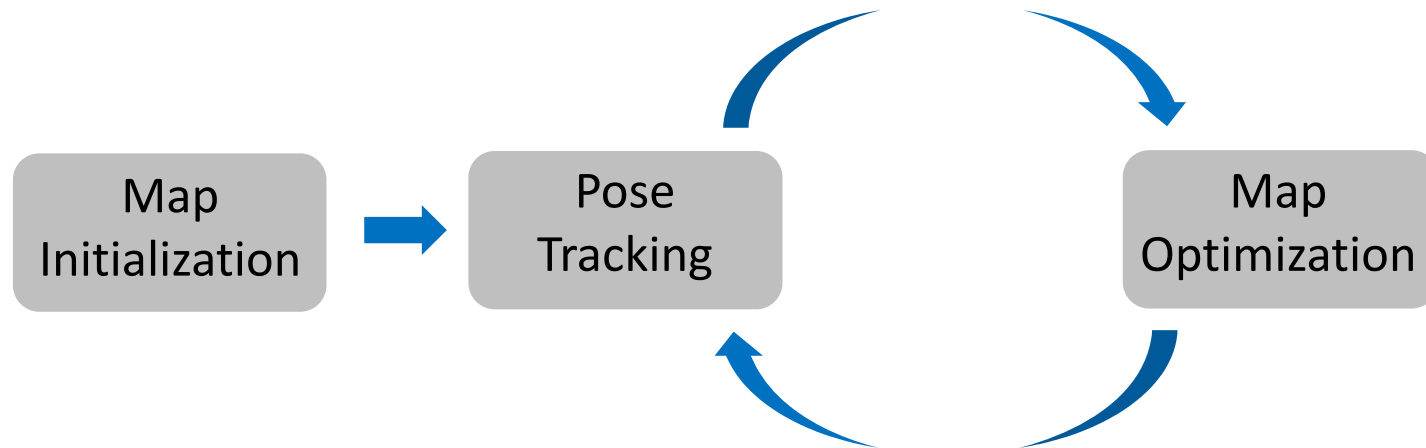 Map
Initialization
Pose
Tracking
Map
Optimization